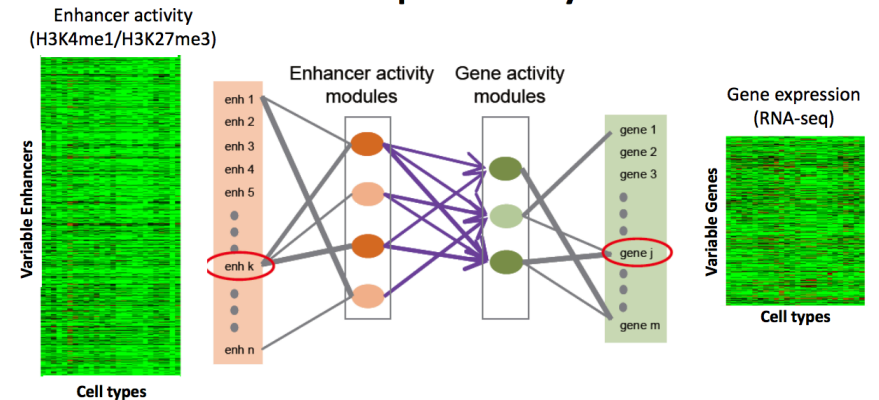 Enhancer activity
(H3K4me1/H3K27me3)
Variable Enhancers
Cell types
enh 1
enh 2
enh 3
enh 4
enh 5
enh k
enh n
Enhancer activity
modules
Gene activity
modules
gene 1
gene 2
gene 3
gene j
gene m
Gene expression
(RNA-seq)
Variable Genes
Cell types